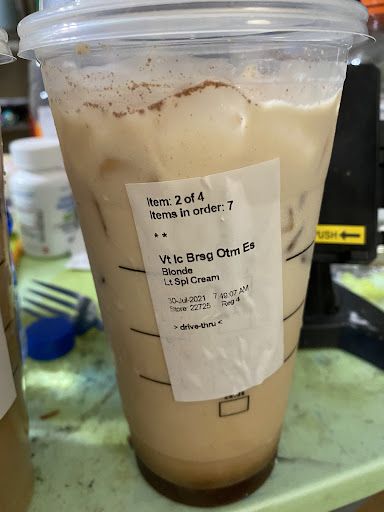 Item: 2 of 4
Items in order: 7
* *
Vt Ic Brsg Otm Es
Blonde
Lt Spl Cream
30-Jul-2021 7:49:07 AM
Store: 22725 Reg 4
> drive-thru <
PUSH